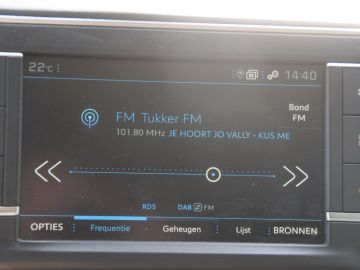 22°C
14:40
FM Tukker FM
Band
FM
101.80 MHz JE HOORT JO VALLY - KUS ME
RDS DAB FM
OPTIES Frequentie Geheugen Lijst BRONNEN